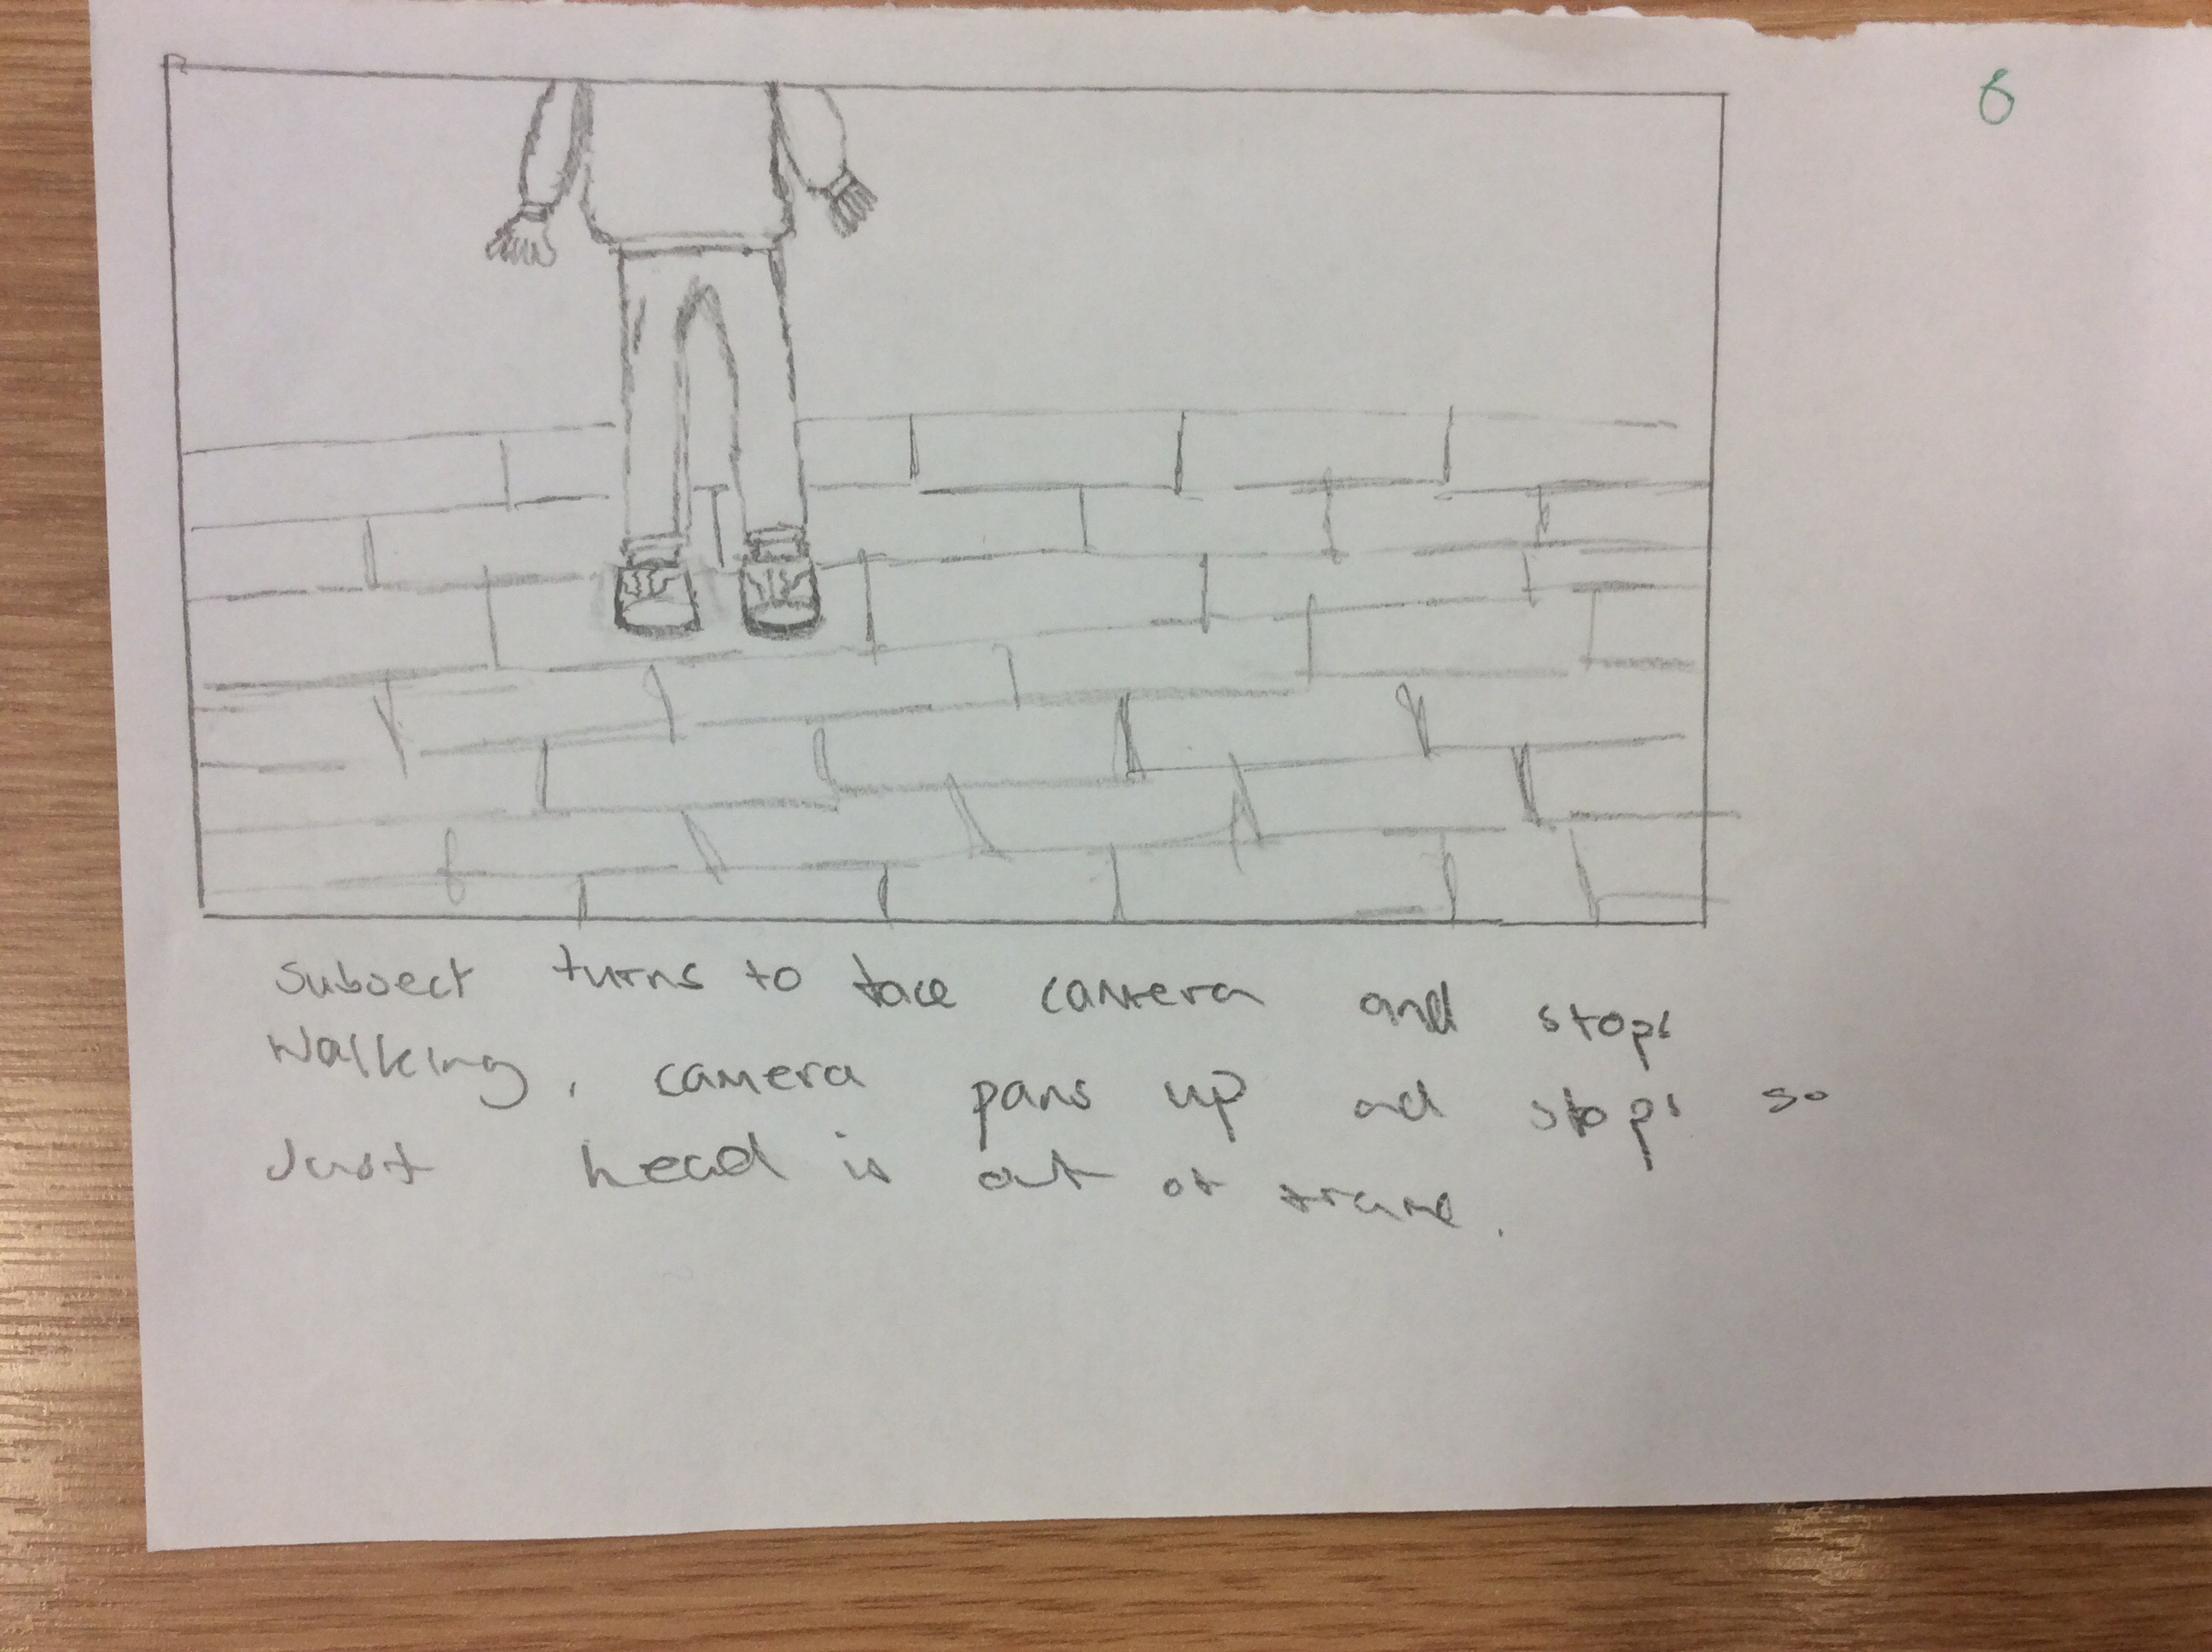 6
Subject turns to face camera and stops
Walking, camera pans up and stops so
Just head is out of frame.